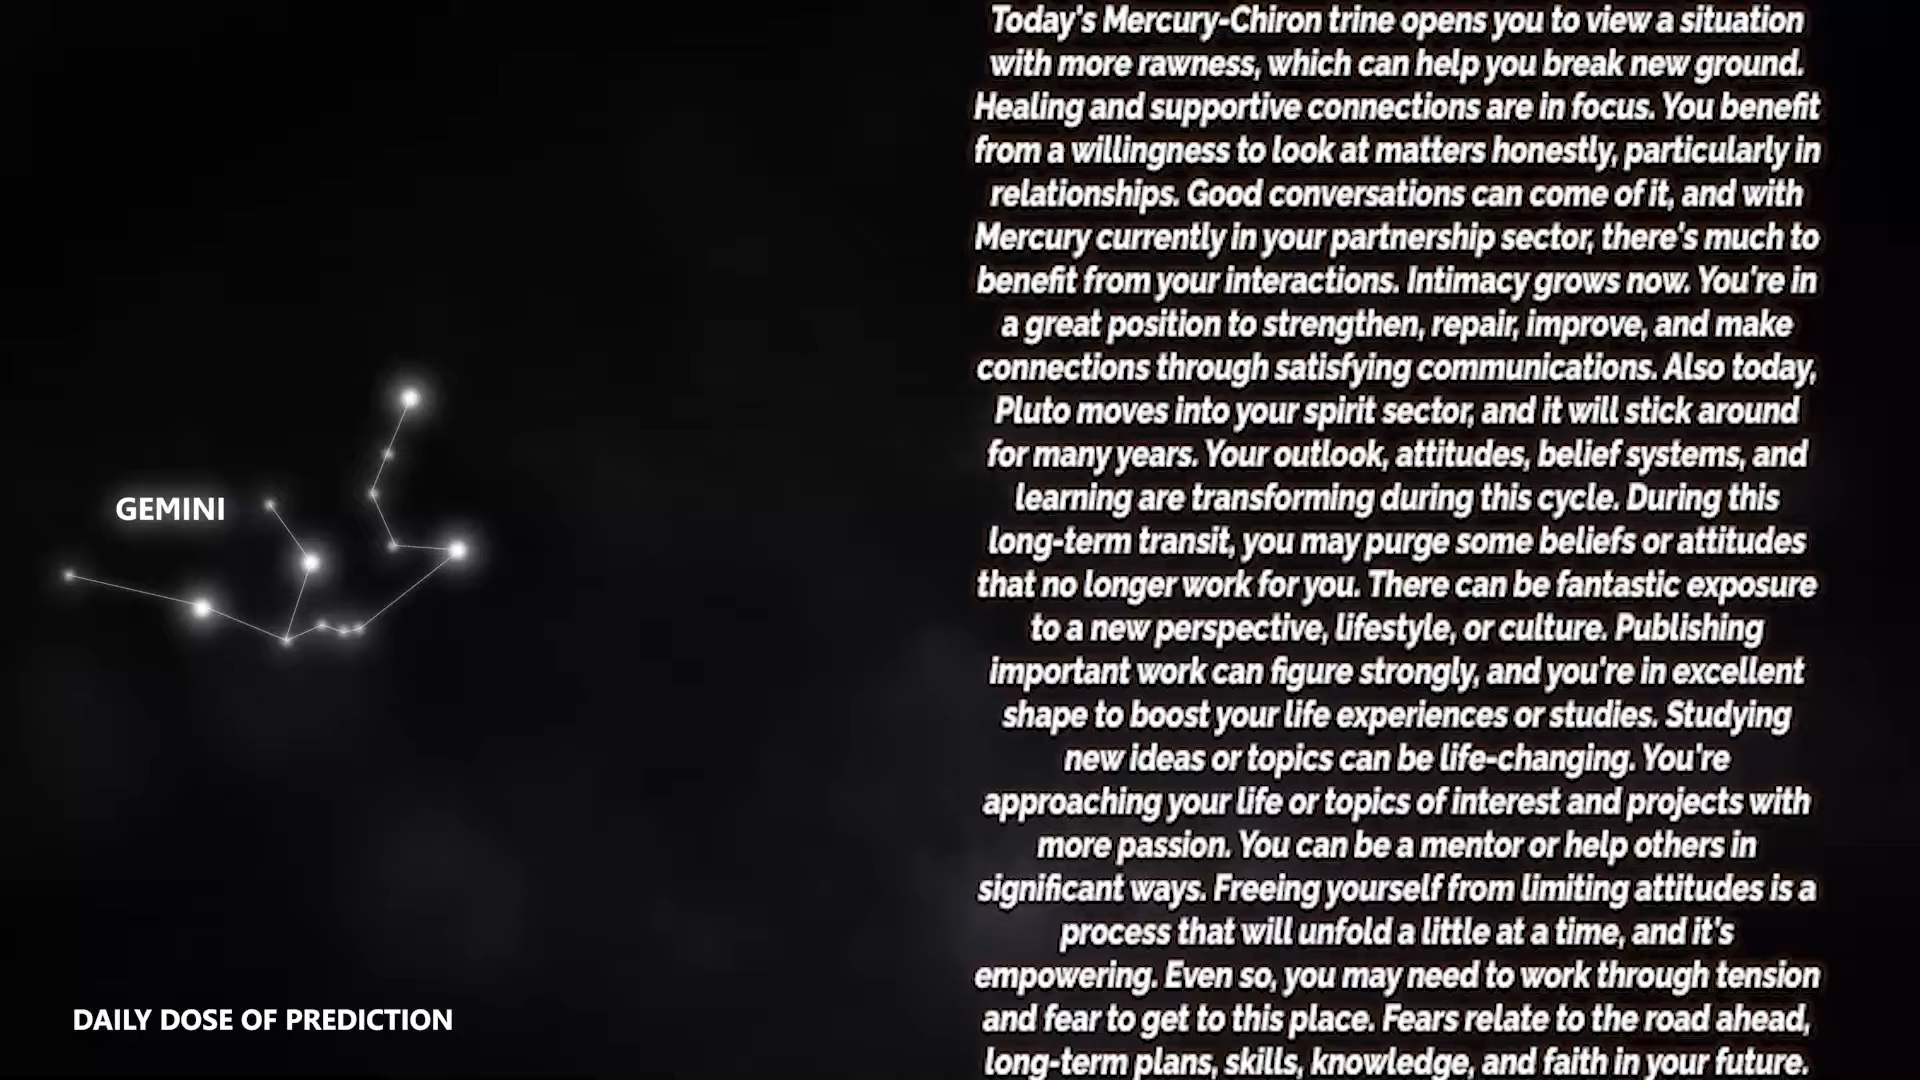 Today's Mercury-Chiron trine opens you to view a situation
with more rawness, which can help you break new ground.
Healing and supportive connections are in focus. You benefit
from a willingness to look at matters honestly, particularly in
relationships. Good conversations can come of it, and with
Mercury currently in your partnership sector, there's much to
benefit from your interactions. Intimacy grows now. You're in
a great position to strengthen, repair, improve, and make
connections through satisfying communications. Also today,
Pluto moves into your spirit sector, and it will stick around
for many years. Your outlook, attitudes, belief systems, and
learning are transforming during this cycle. During this
long-term transit, you may purge some beliefs or attitudes
that no longer work for you. There can be fantastic exposure
to a new perspective, lifestyle, or culture. Publishing
important work can figure strongly, and you're in excellent
shape to boost your life experiences or studies. Studying
new ideas or topics can be life-changing. You're
approaching your life or topics of interest and projects with
more passion. You can be a mentor or help others in
significant ways. Freeing yourself from limiting attitudes is a
process that will unfold a little at a time, and it's
empowering. Even so, you may need to work through tension
and fear to get to this place. Fears relate to the road ahead,
long-term plans, skills, knowledge, and faith in your future.
GEMINI
DAILY DOSE OF PREDICTION